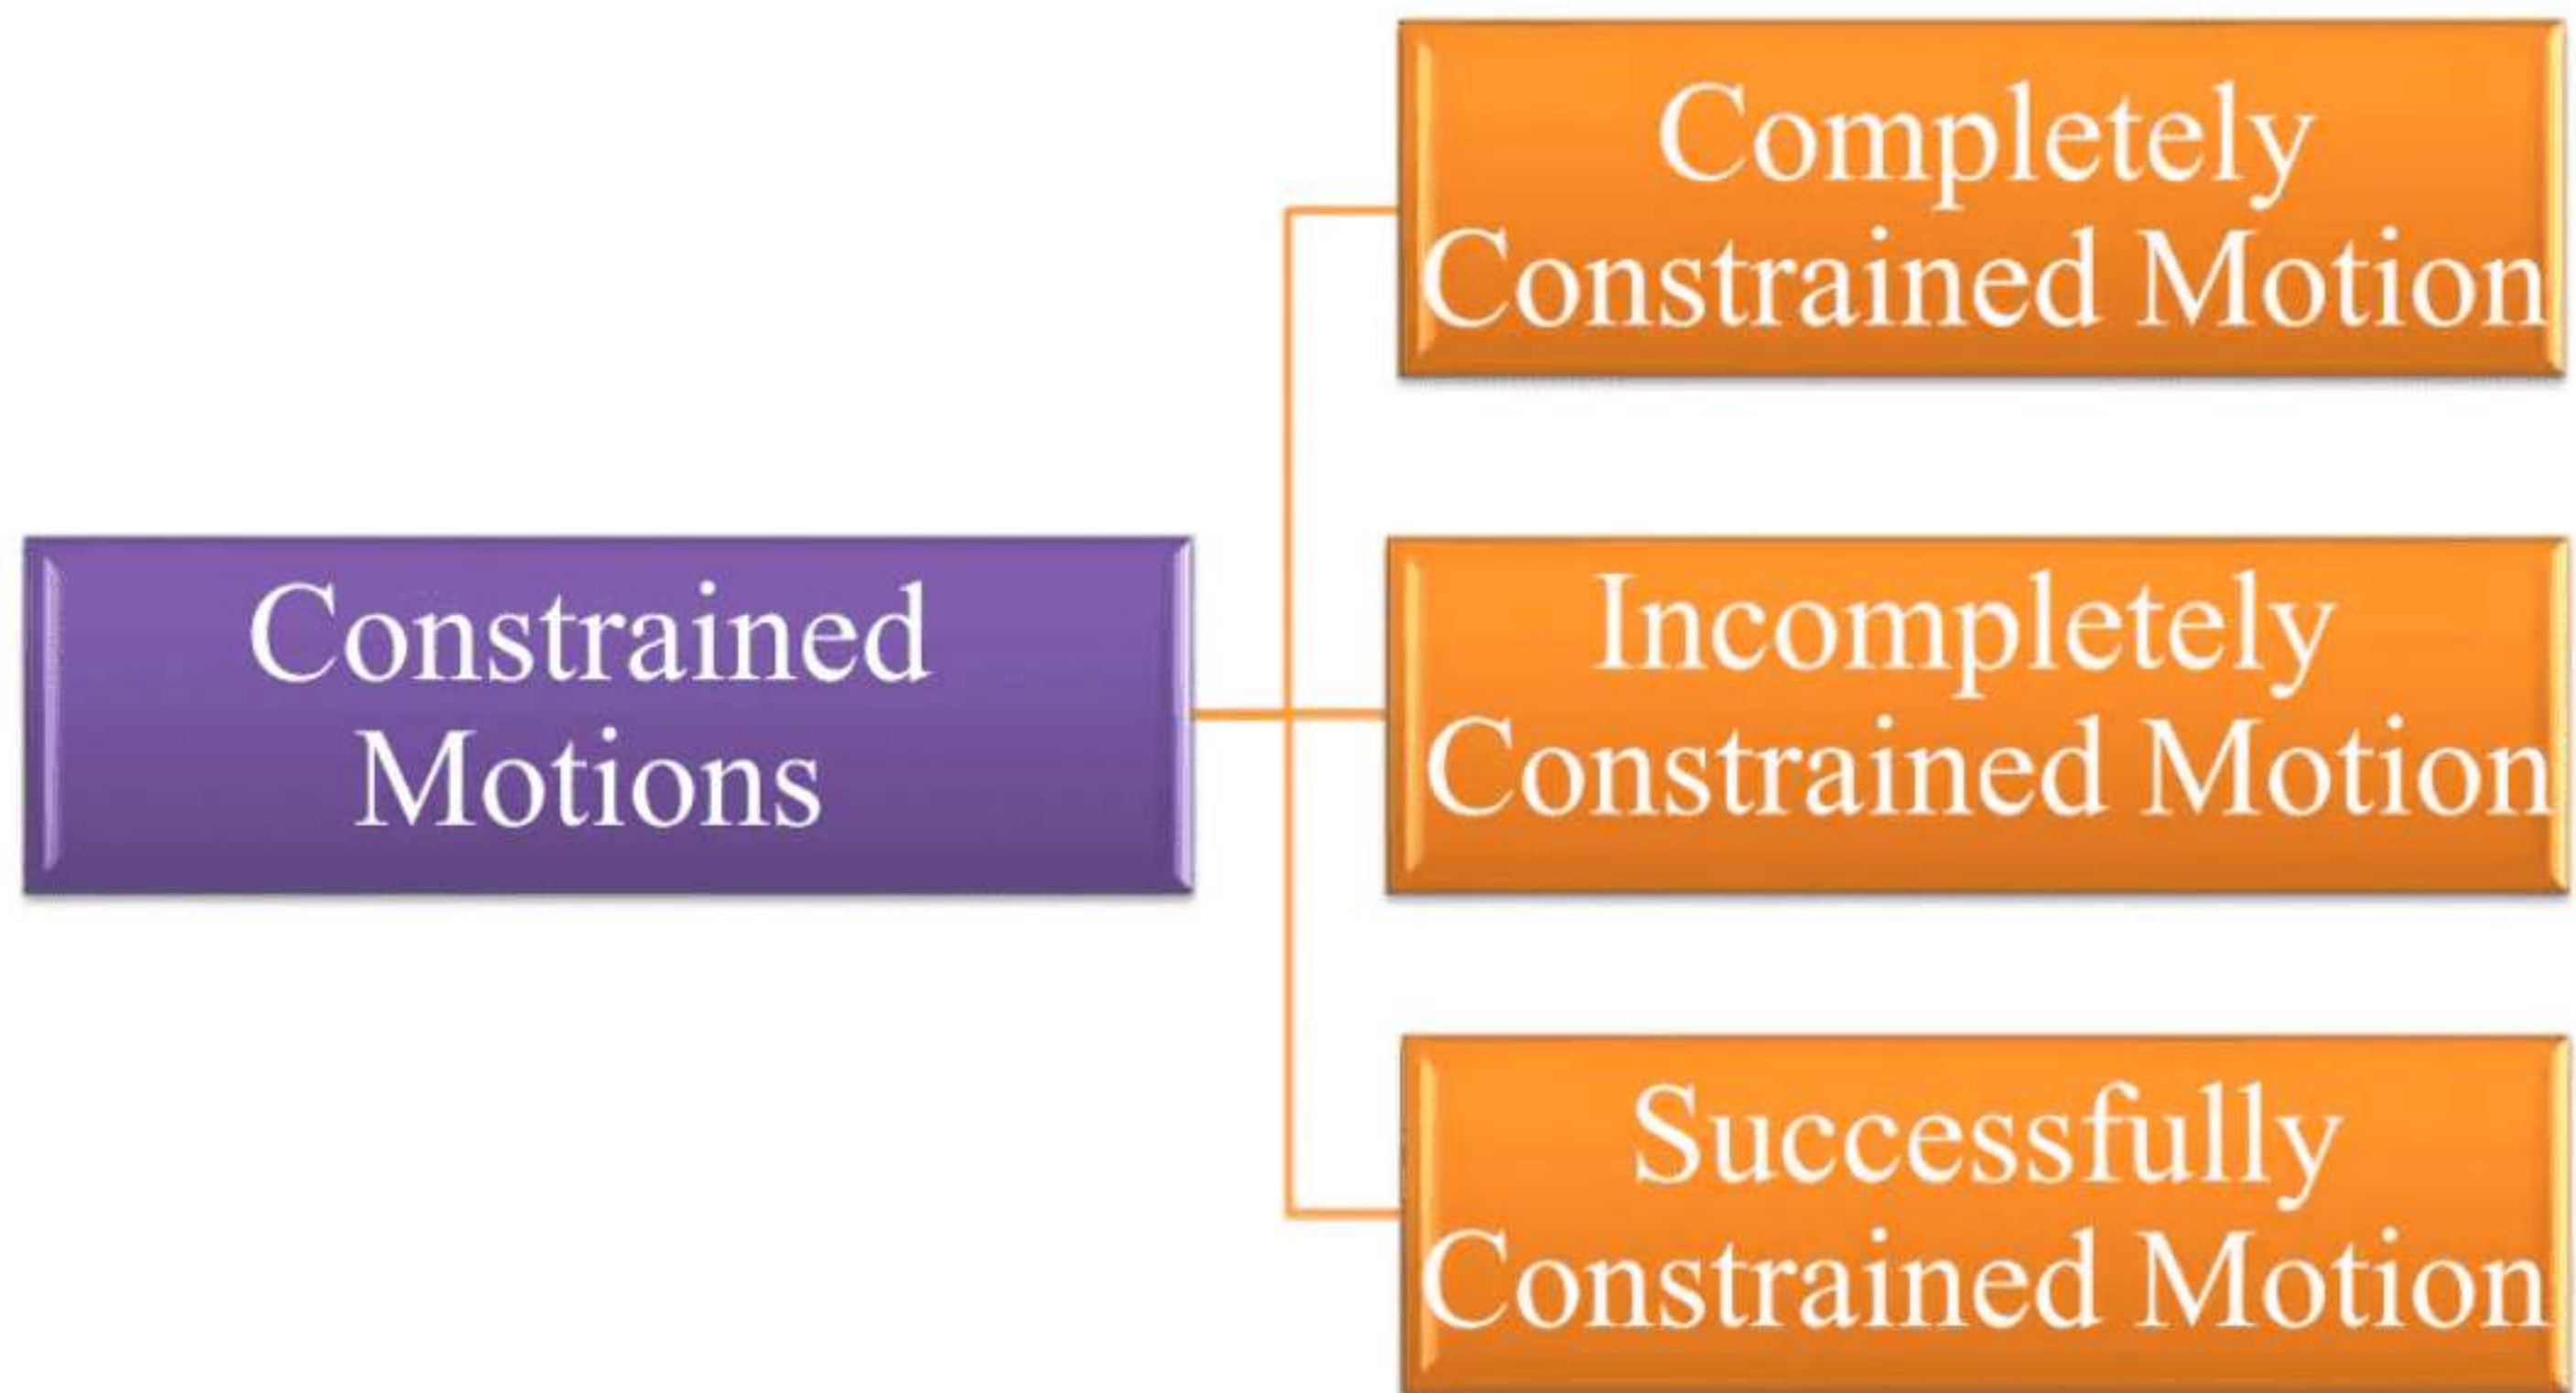 Completely
Constrained Motion
Constrained
Motions
Incompletely
Constrained Motion
Successfully
Constrained Motion